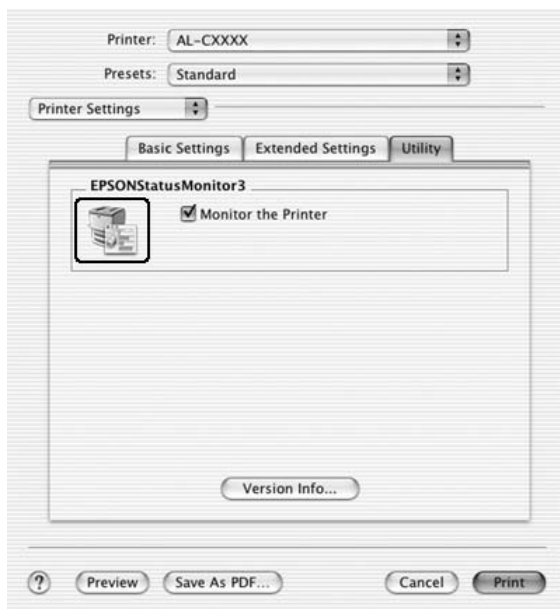 Printer: AL-CXXXX
Presets: Standard
Printer Settings
Basic Settings Extended Settings Utility
EPSONStatusMonitor3
Monitor the Printer
Version Info...
? Preview Save As PDF... Cancel Print